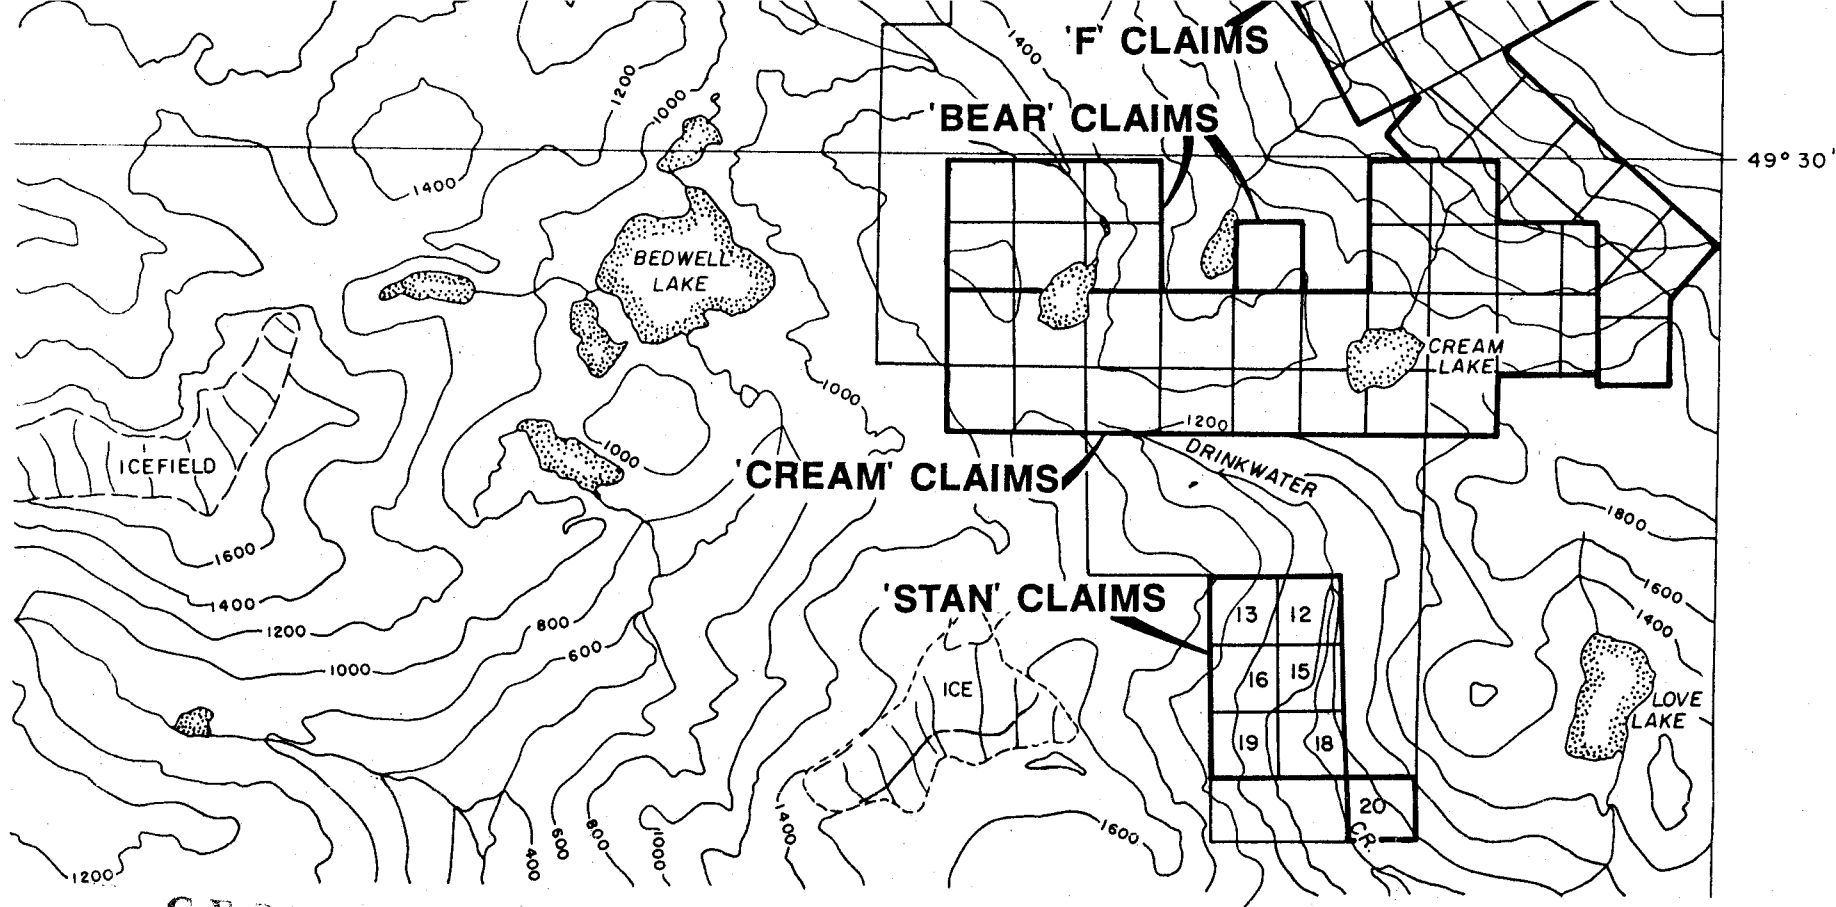 1400
'F' CLAIMS
1200
1000
'BEAR' CLAIMS
49° 30'
1400
BEDWELL
LAKE
CREAM
LAKE
1000
1200
DRINKWATER
1000
ICEFIELD
'CREAM' CLAIMS
1800
1600
1600
1400
'STAN' CLAIMS
13
12
1400
1200
800
600
1000
16
15
ICE
LOVE
LAKE
19
18
20
CR.
1400
1600
600
800
1000
400
1200